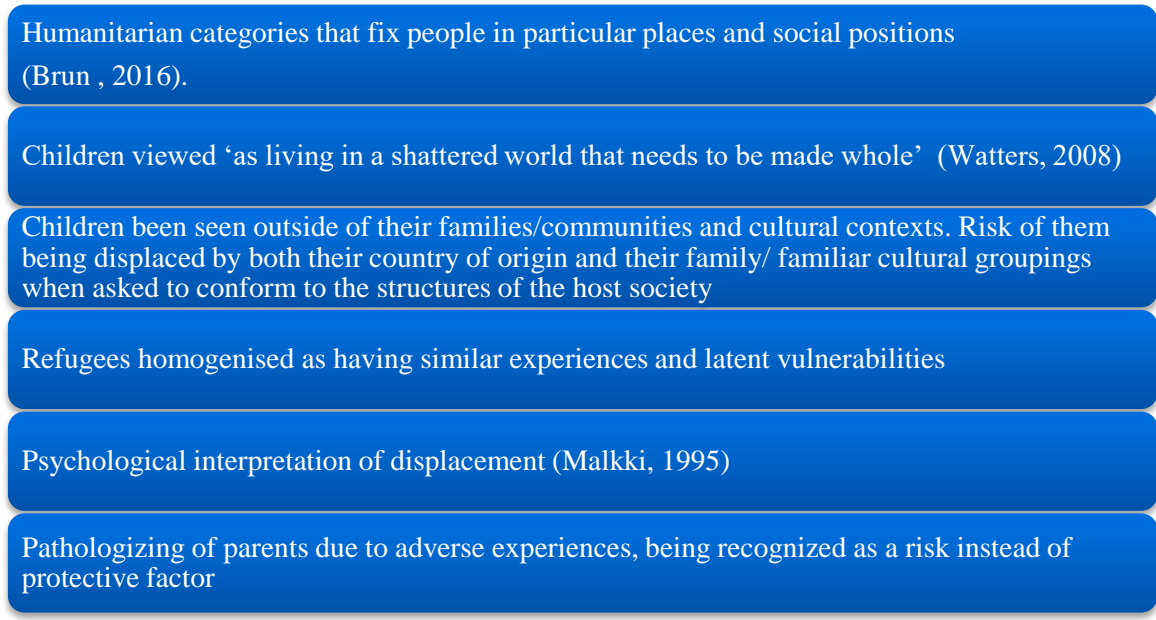 Humanitarian categories that fix people in particular places and social positions
(Brun , 2016).
Children viewed ‘as living in a shattered world that needs to be made whole’ (Watters, 2008)
Children been seen outside of their families/communities and cultural contexts. Risk of them
being displaced by both their country of origin and their family/ familiar cultural groupings
when asked to conform to the structures of the host society
Refugees homogenised as having similar experiences and latent vulnerabilities
Psychological interpretation of displacement (Malkki, 1995)
Pathologizing of parents due to adverse experiences, being recognized as a risk instead of
protective factor